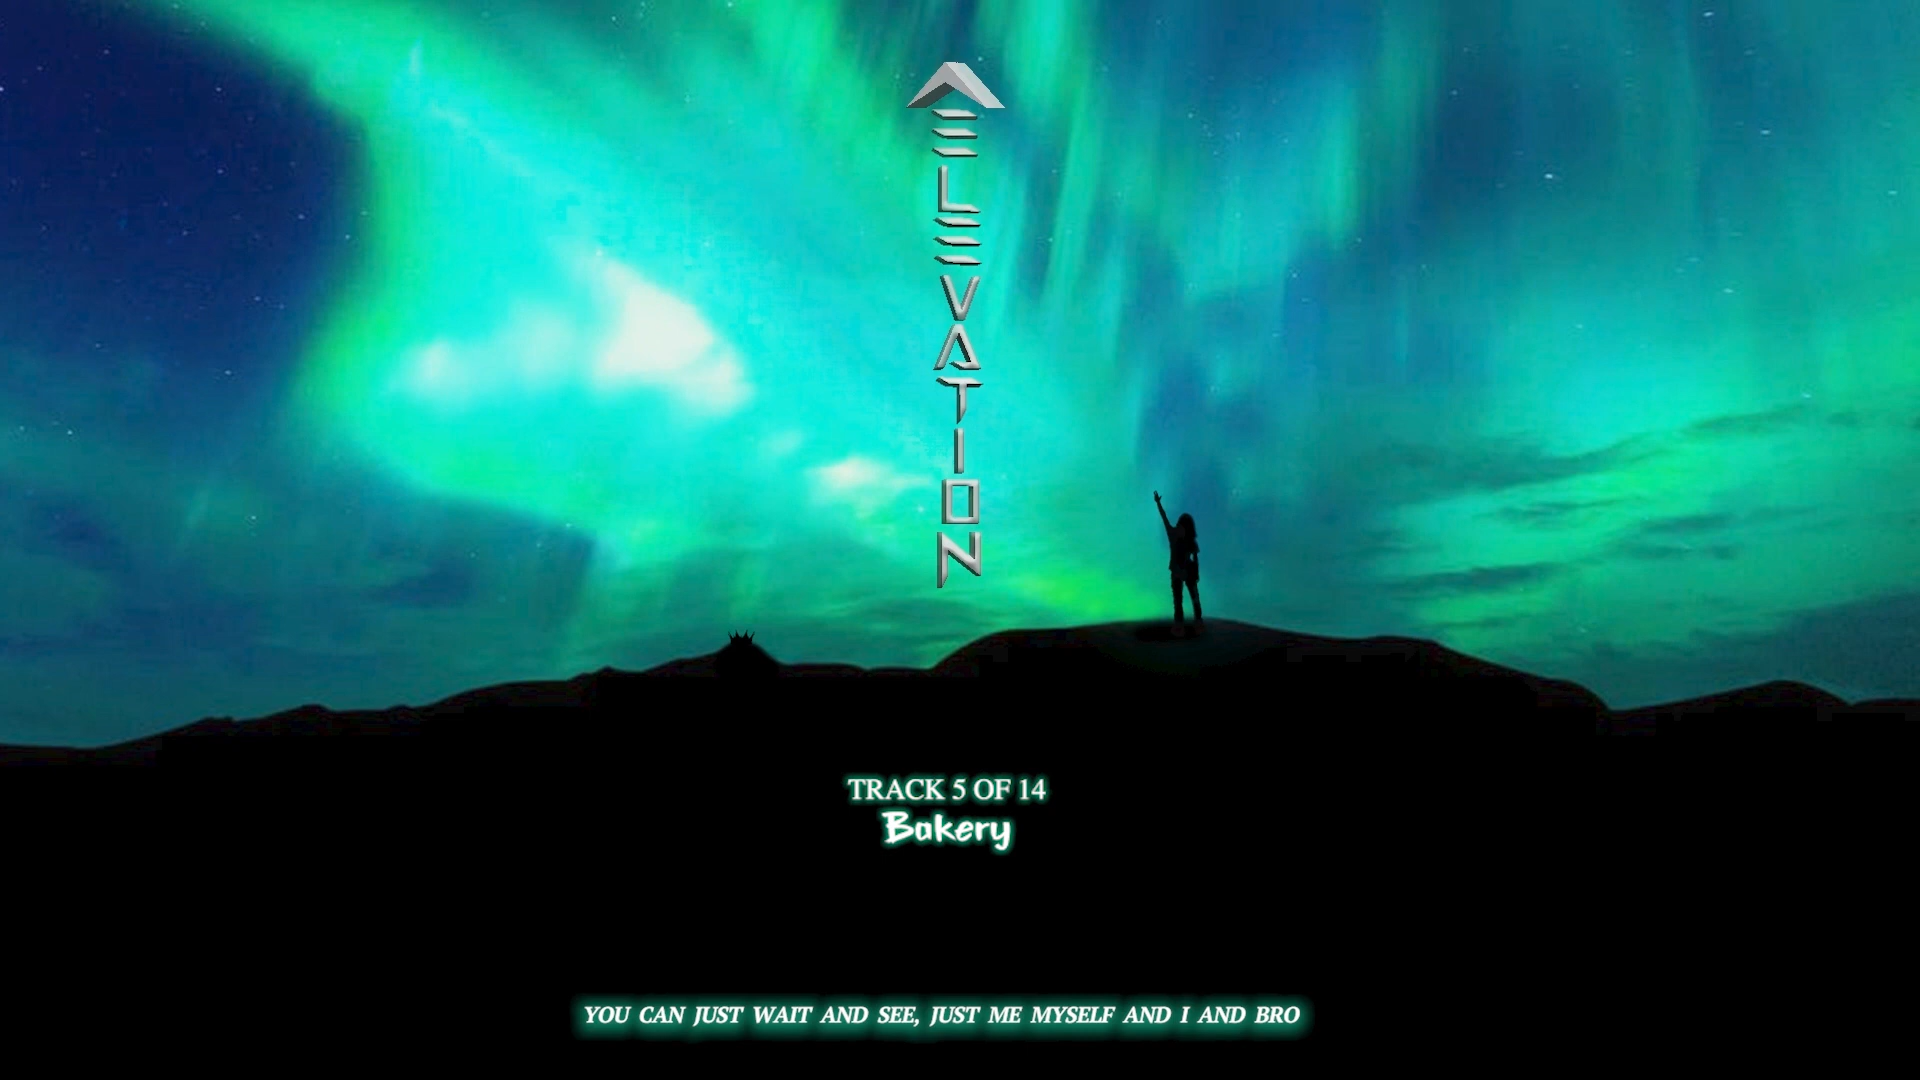 ELEVATION
TRACK 5 OF 14
Bakery
YOU CAN JUST WAIT AND SEE, JUST ME MYSELF AND I AND BRO